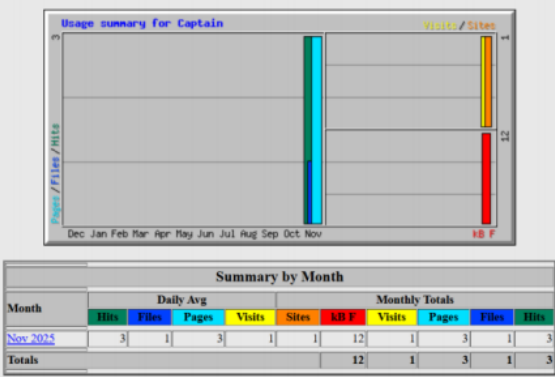 Usage summary for Captain
Visits/Sites
3
1
Pages/Files/Hits
12
Dec Jan Feb Mar Apr May Jun Jul Aug Sep Oct Nov
kB F
Summary by Month
Month Daily Avg Monthly Totals
Hits Files Pages Visits Sites kB F Visits Pages Files Hits
Nov 2025 3 1 3 1 1 12 1 3 1 3
Totals 12 1 3 1 3